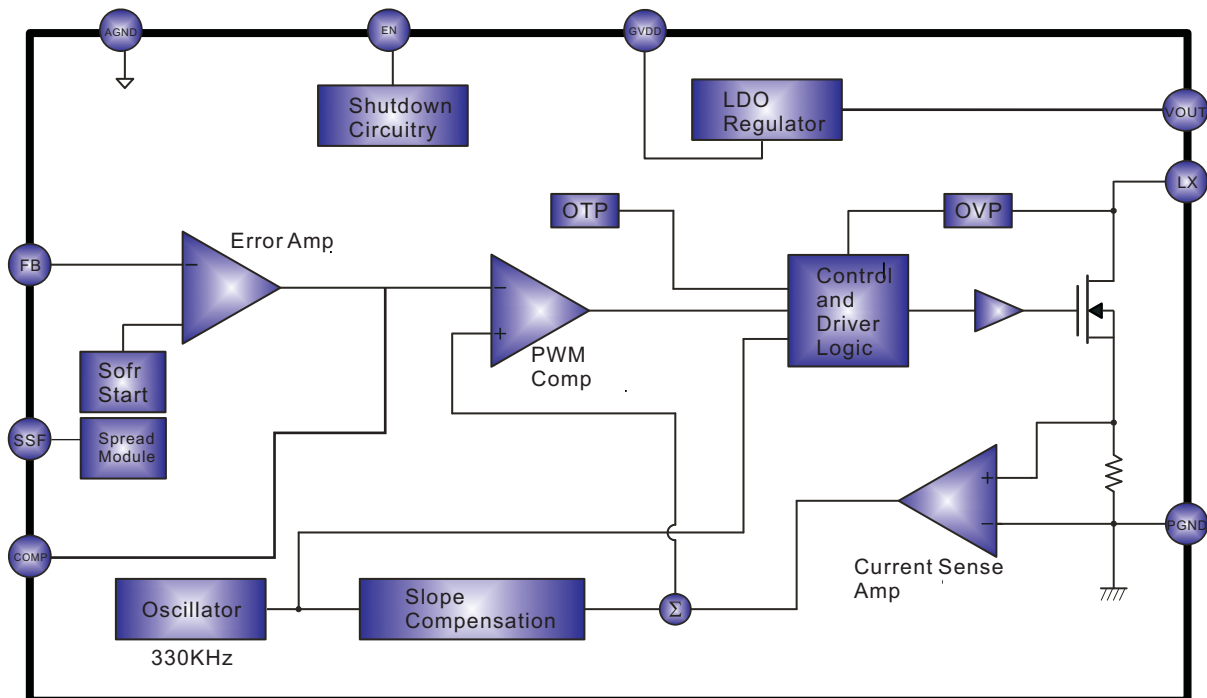 AGND
EN
GVDD
Shutdown
Circuitry
LDO
Regulator
VOUT
LX
OTP
OVP
FB
Error Amp
−
−
+
PWM
Comp
Control
and
Driver
Logic
Sofr
Start
SSF
Spread
Module
COMP
+
−
PGND
Current Sense
Amp
Oscillator
330KHz
Slope
Compensation
Σ